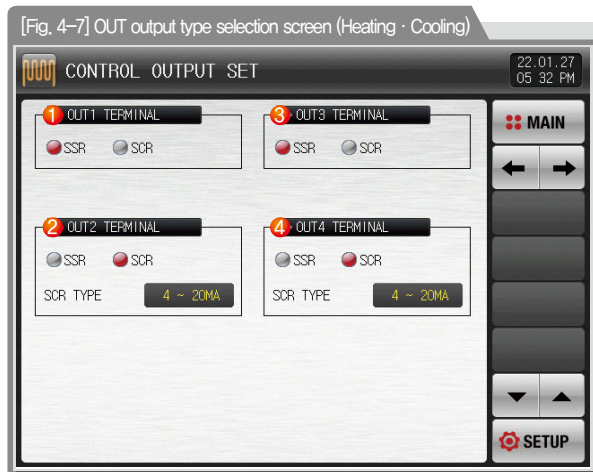 [Fig. 4-7] OUT output type selection screen (Heating · Cooling)
CONTROL OUTPUT SET
22.01.27
05 32 PM
1 OUT1 TERMINAL
SSR SCR
3 OUT3 TERMINAL
SSR SCR
2 OUT2 TERMINAL
SSR SCR
SCR TYPE 4 ~ 20MA
4 OUT4 TERMINAL
SSR SCR
SCR TYPE 4 ~ 20MA
MAIN
SETUP